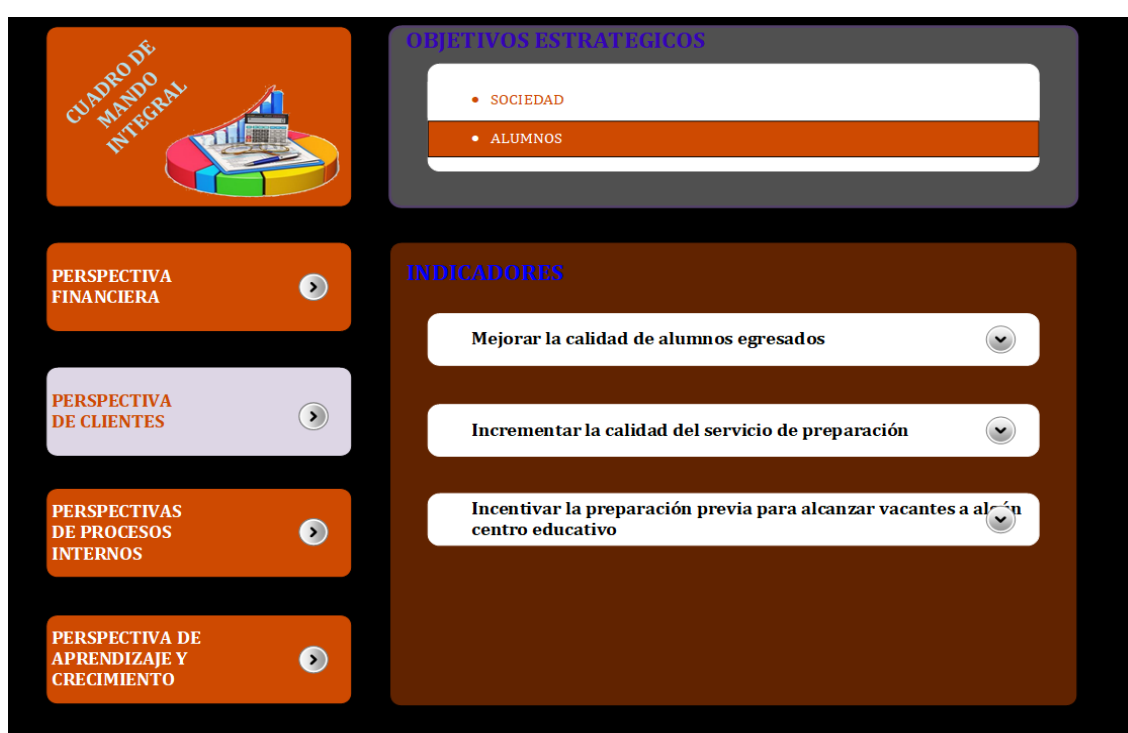 CUADRO DE
MANDO
INTEGRAL
OBJETIVOS ESTRATEGICOS
• SOCIEDAD
• ALUMNOS
PERSPECTIVA
FINANCIERA
PERSPECTIVA
DE CLIENTES
PERSPECTIVAS
DE PROCESOS
INTERNOS
PERSPECTIVA DE
APRENDIZAJE Y
CRECIMIENTO
INDICADORES
Mejorar la calidad de alumnos egresados
Incrementar la calidad del servicio de preparación
Incentivar la preparación previa para alcanzar vacantes a algún
centro educativo